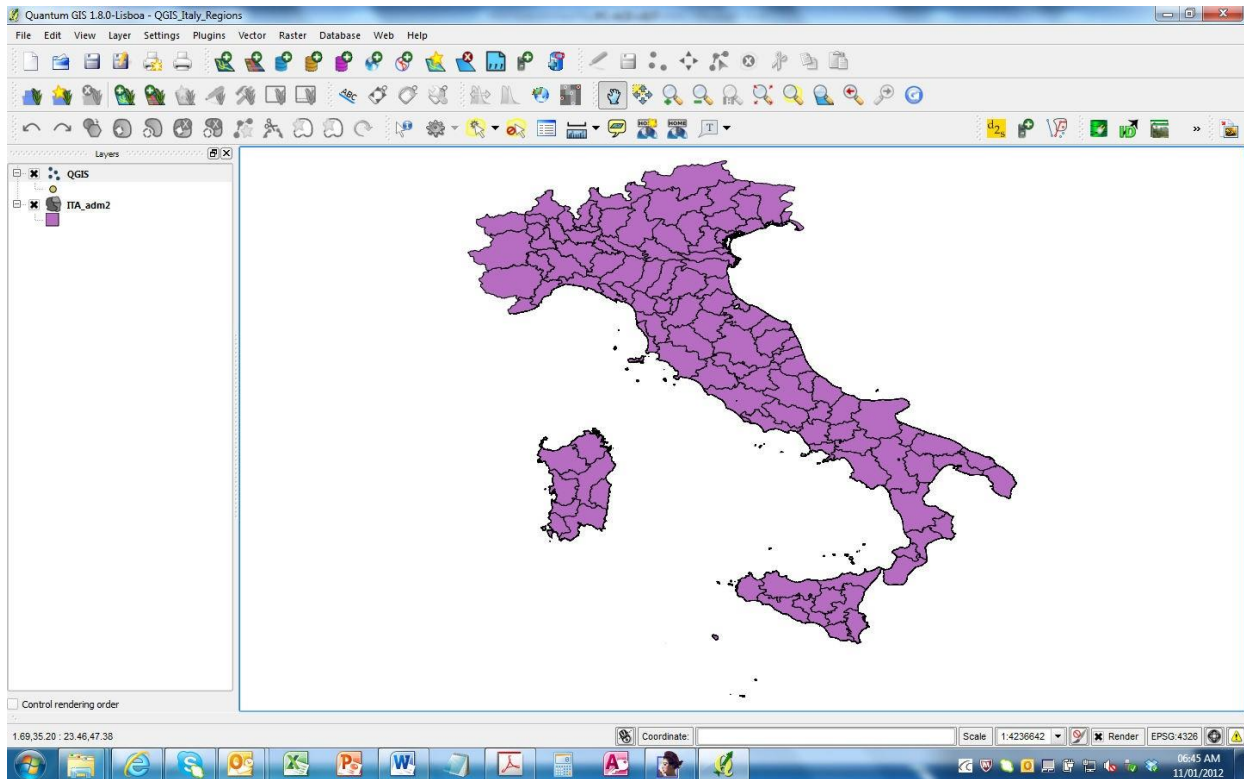 Quantum GIS 1.8.0-Lisboa - QGIS_Italy_Regions
File Edit View Layer Settings Plugins Vector Raster Database Web Help
Layers
QGIS
ITA_adm2
Control rendering order
1.69,35.20 : 23.46,47.38
Coordinate:
Scale 1:4236642
Render
EPSG:4326
06:45 AM
11/01/2012